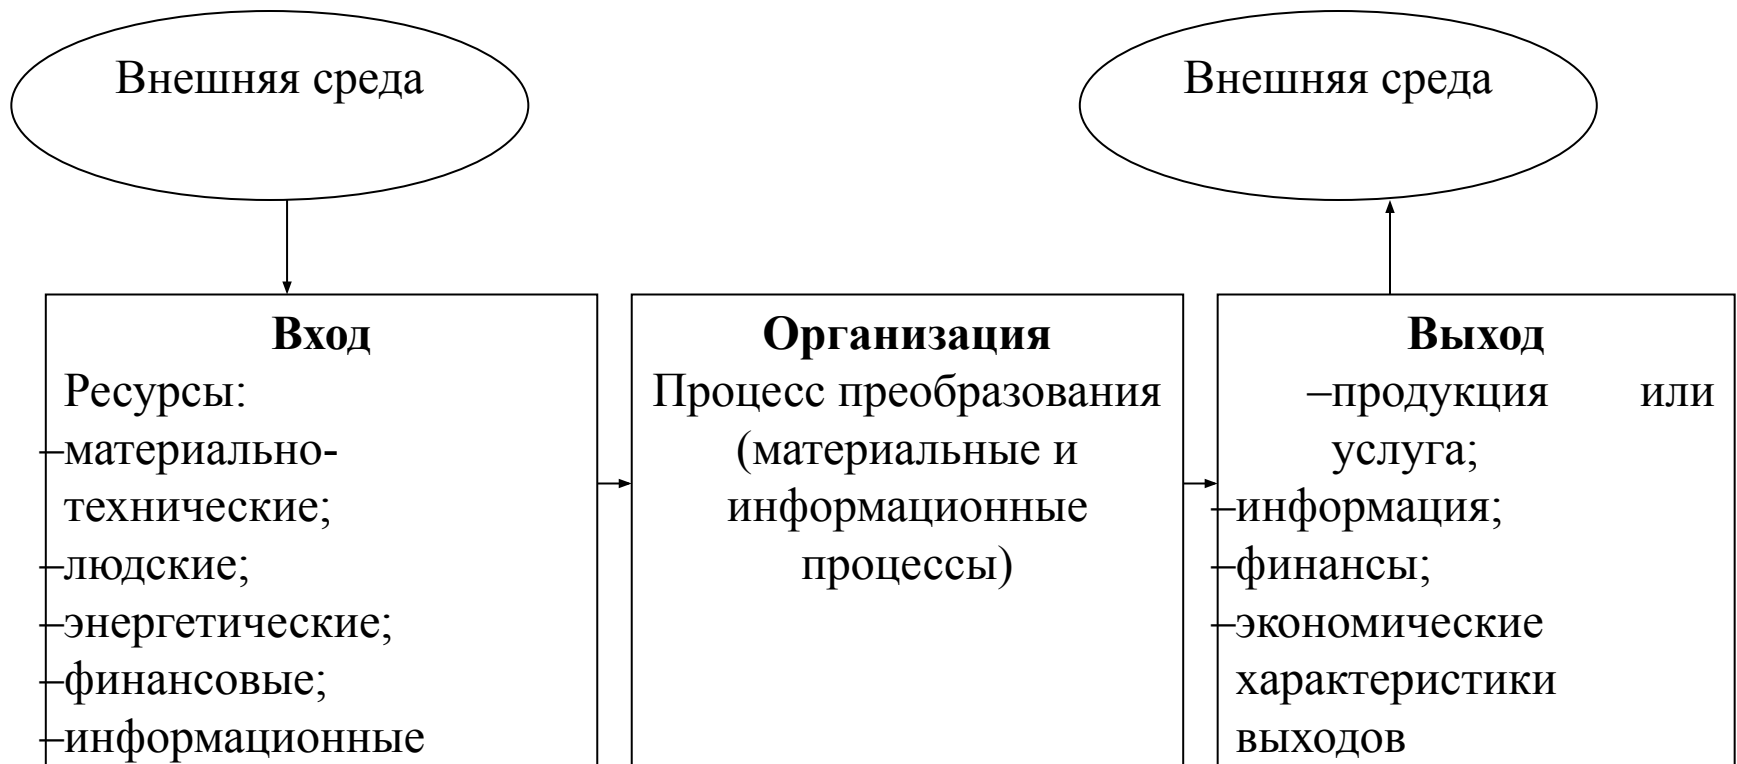 Внешняя среда
Внешняя среда
Вход
Ресурсы:
–материально-
технические;
–людские;
–энергетические;
–финансовые;
–информационные
Организация
Процесс преобразования
(материальные и
информационные
процессы)
Выход
–продукция или
услуга;
–информация;
–финансы;
–экономические
характеристики
выходов